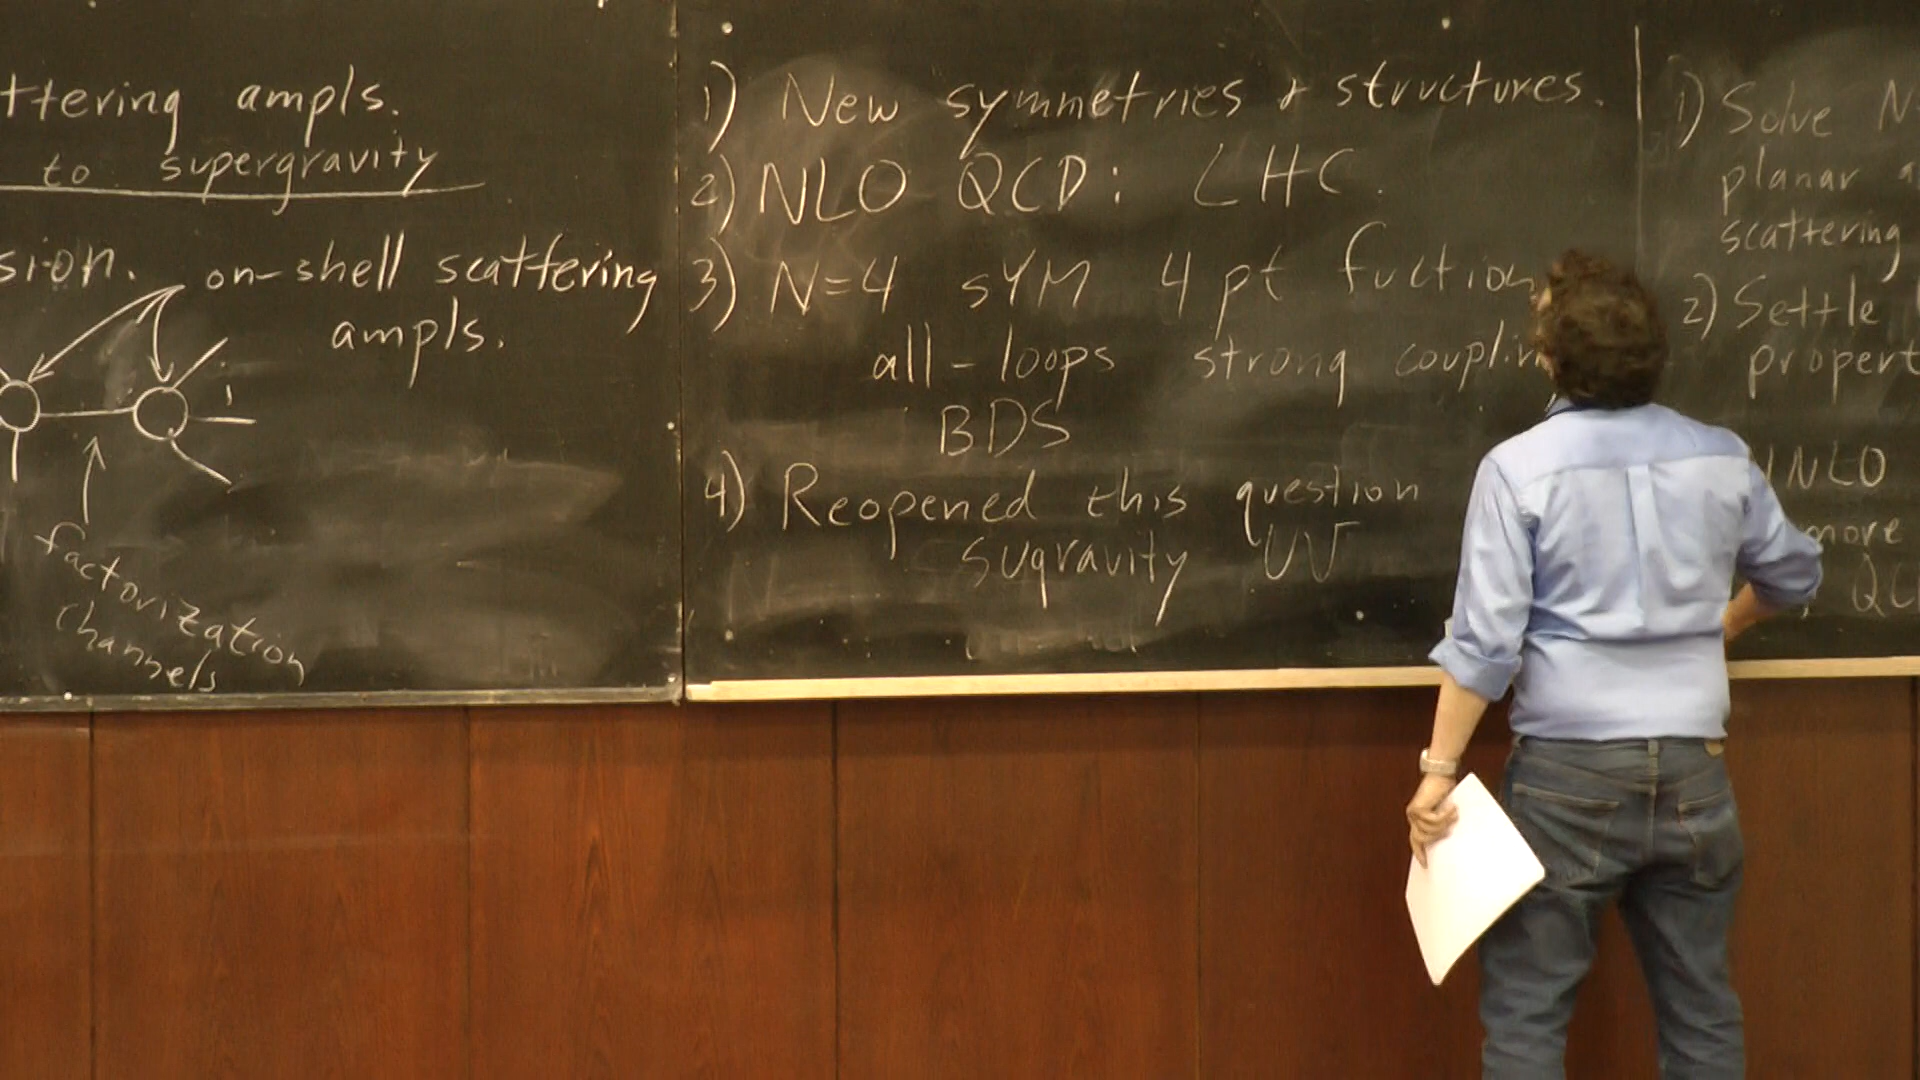 ttering ampls.
to supergravity
sion.
on-shell scattering
ampls.
factorization
channels
1) New symmetries & structures.
2) NLO QCD: LHC.
3) N=4 sYM 4pt fuction
all-loops strong couplin
BDS
4) Reopened this question
sugravity UV
1) Solve N
planar a
scattering
2) Settle
propert
NLO
more
QC